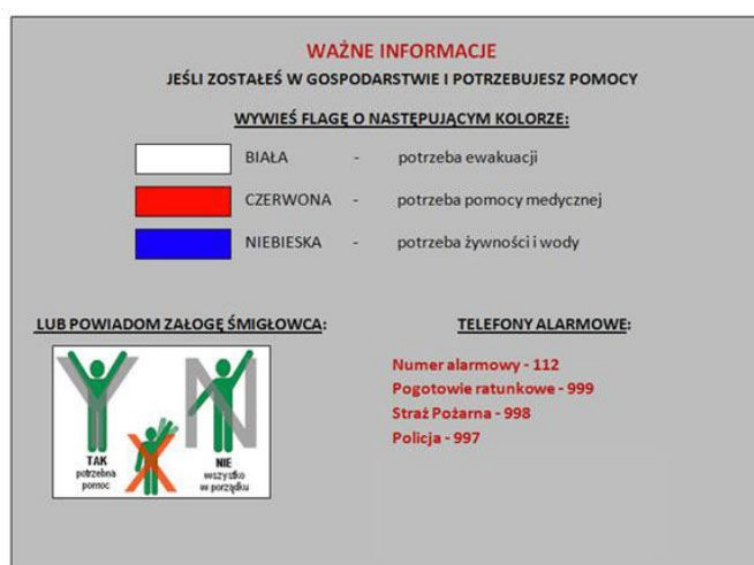 WAŻNE INFORMACJE
JEŚLI ZOSTAŁEŚ W GOSPODARSTWIE I POTRZEBUJESZ POMOCY
WYWIEŚ FLAGĘ O NASTĘPUJĄCYM KOLORZE:
BIAŁA - potrzeba ewakuacji
CZERWONA - potrzeba pomocy medycznej
NIEBIESKA - potrzeba żywności i wody
LUB POWIADOM ZAŁOGĘ ŚMIGŁOWCA:
Y N
X
TAK
potrzebna
pomoc
NIE
wszystko
w porządku
TELEFONY ALARMOWE:
Numer alarmowy - 112
Pogotowie ratunkowe - 999
Straż Pożarna - 998
Policja - 997